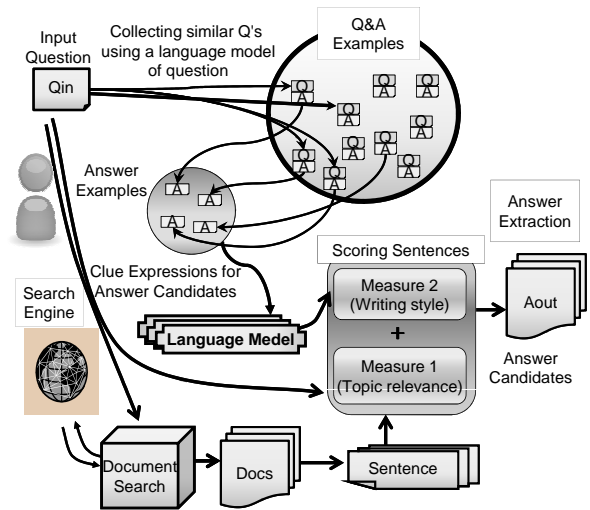 Input
Question
Qin
Collecting similar Q's
using a language model
of question
Q&A
Examples
Q
A
Q
A
Q
A
Q
A
Q
A
Q
A
Q
A
Q
A
Q
A
Q
A
Answer
Examples
A
A
A
A
Answer
Extraction
Scoring Sentences
Clue Expressions for
Answer Candidates
Measure 2
(Writing style)
+
Measure 1
(Topic relevance)
Aout
Answer
Candidates
Search
Engine
Language Medel
Document
Search
Docs
Sentence